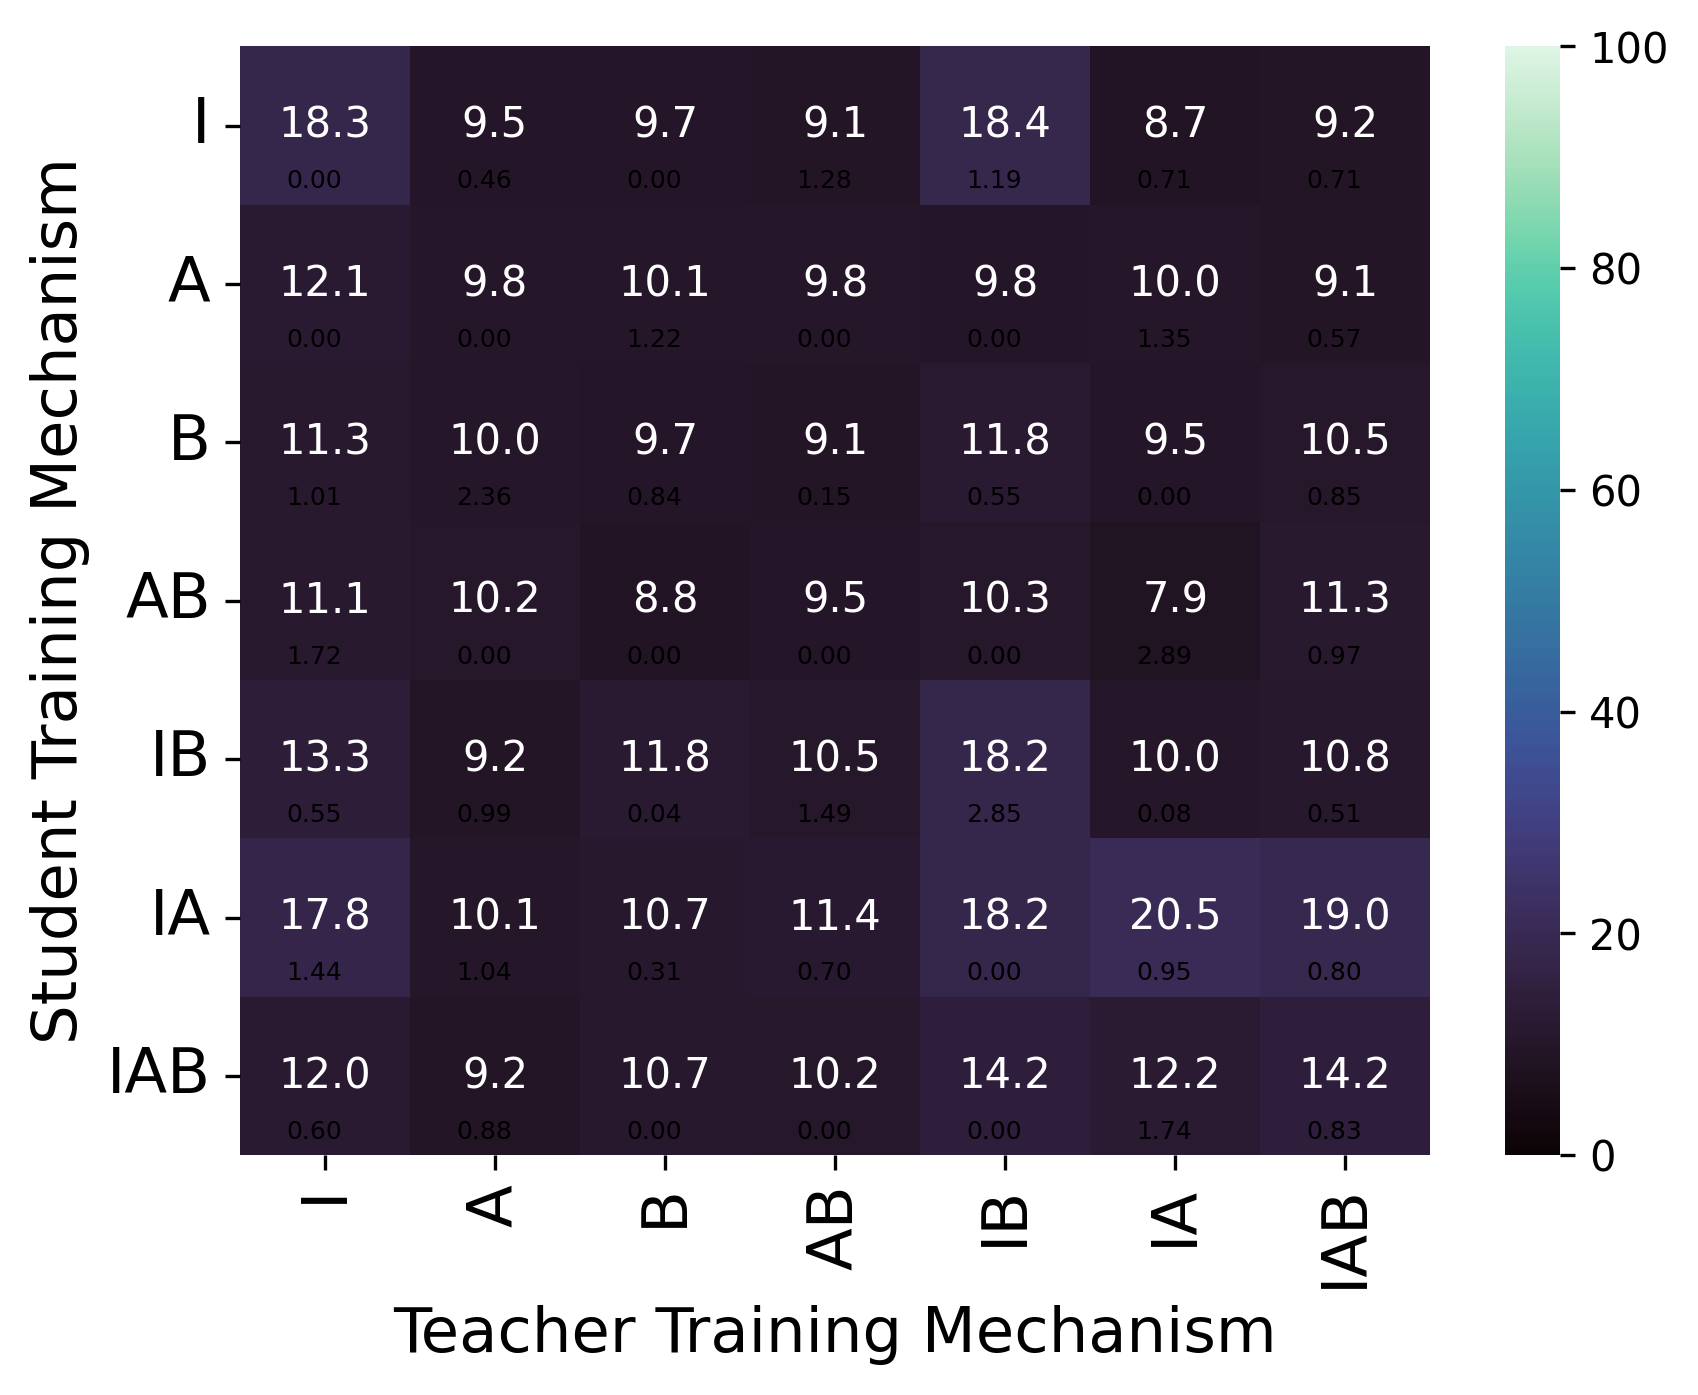 Student Training Mechanism
I 18.3 9.5 9.7 9.1 18.4 8.7 9.2
0.00 0.46 0.00 1.28 1.19 0.71 0.71
A 12.1 9.8 10.1 9.8 9.8 10.0 9.1
0.00 0.00 1.22 0.00 0.00 1.35 0.57
B 11.3 10.0 9.7 9.1 11.8 9.5 10.5
1.01 2.36 0.84 0.15 0.55 0.00 0.85
AB 11.1 10.2 8.8 9.5 10.3 7.9 11.3
1.72 0.00 0.00 0.00 0.00 2.89 0.97
IB 13.3 9.2 11.8 10.5 18.2 10.0 10.8
0.55 0.99 0.04 1.49 2.85 0.08 0.51
IA 17.8 10.1 10.7 11.4 18.2 20.5 19.0
1.44 1.04 0.31 0.70 0.00 0.95 0.80
IAB 12.0 9.2 10.7 10.2 14.2 12.2 14.2
0.60 0.88 0.00 0.00 0.00 1.74 0.83
I A B AB IB IA IAB
Teacher Training Mechanism
100
80
60
40
20
0